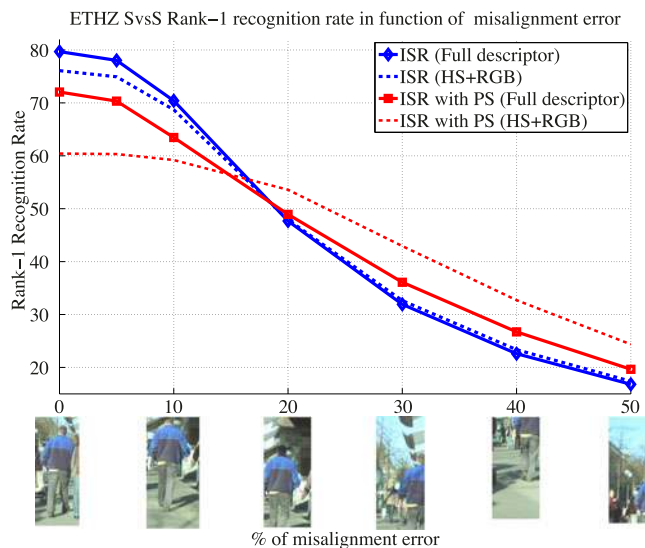 ETHZ SvsS Rank−1 recognition rate in function of misalignment error
80
70
60
50
40
30
20
Rank−1 Recognition Rate
ISR (Full descriptor)
ISR (HS+RGB)
ISR with PS (Full descriptor)
ISR with PS (HS+RGB)
0 10 20 30 40 50
% of misalignment error